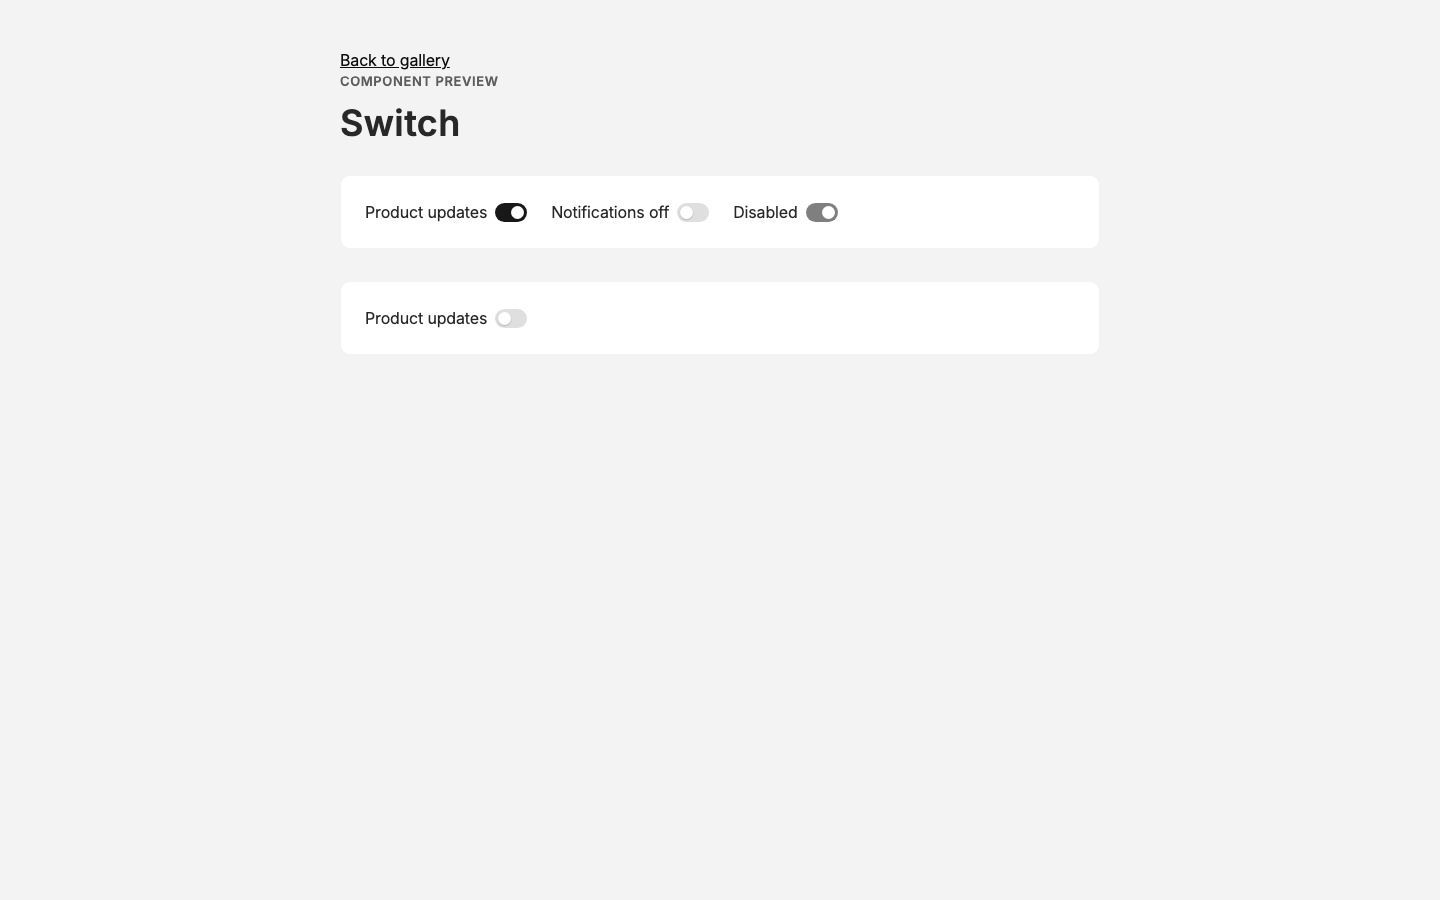 Back to gallery
COMPONENT PREVIEW
Switch
Product updates Notifications off Disabled
Product updates